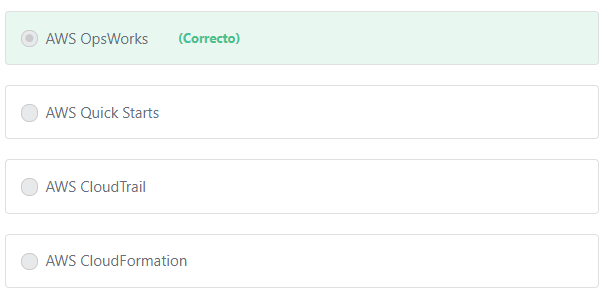 AWS OpsWorks (Correcto)
AWS Quick Starts
AWS CloudTrail
AWS CloudFormation